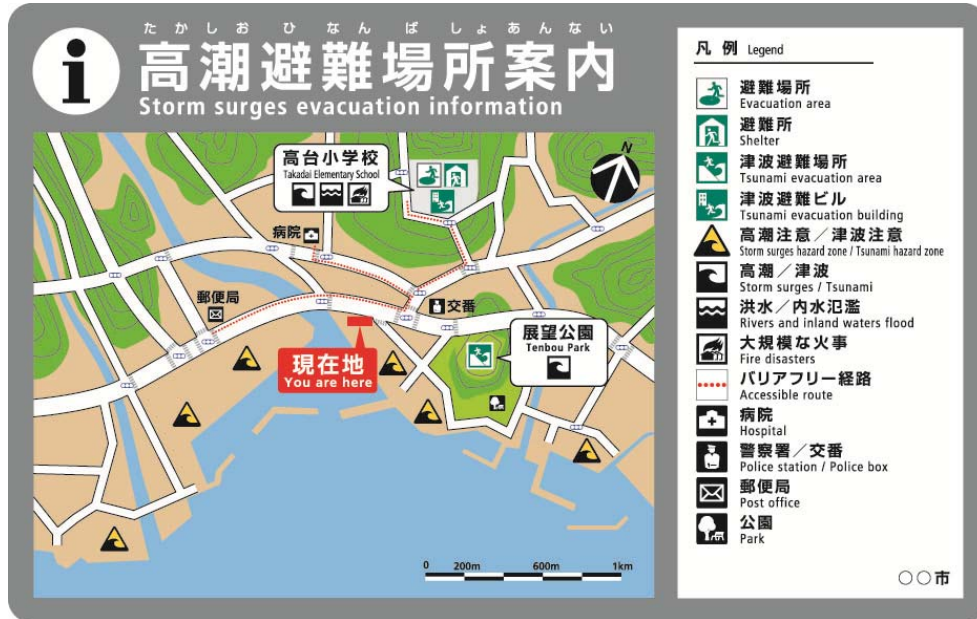 たかしおひなんばしょあんない
高潮避難場所案内
Storm surges evacuation information
高台小学校
Takadai Elementary School
N
病院
郵便局
交番
展望公園
Tenbou Park
現在地
You are here
0 200m 600m 1km
凡例 Legend
避難場所
Evacuation area
避難所
Shelter
津波避難場所
Tsunami evacuation area
津波避難ビル
Tsunami evacuation building
高潮注意／津波注意
Storm surges hazard zone / Tsunami hazard zone
高潮／津波
Storm surges / Tsunami
洪水／内水氾濫
Rivers and inland waters flood
大規模な火事
Fire disasters
バリアフリー経路
Accessible route
病院
Hospital
警察署／交番
Police station / Police box
郵便局
Post office
公園
Park
○○市